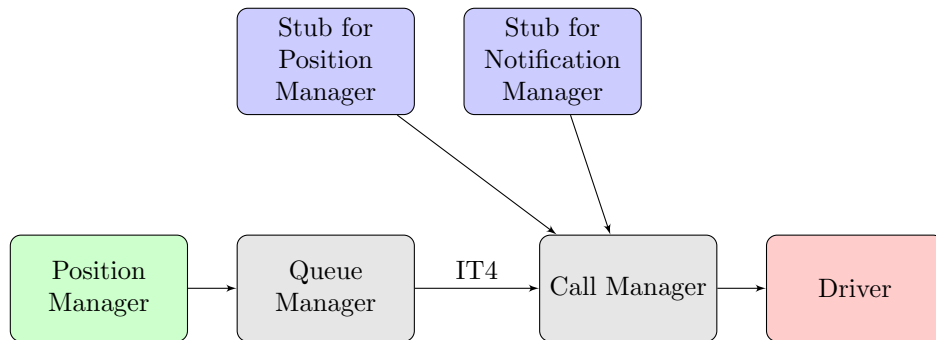 Stub for
Position
Manager
Stub for
Notification
Manager
Position
Manager
Queue
Manager
IT4
Call Manager
Driver